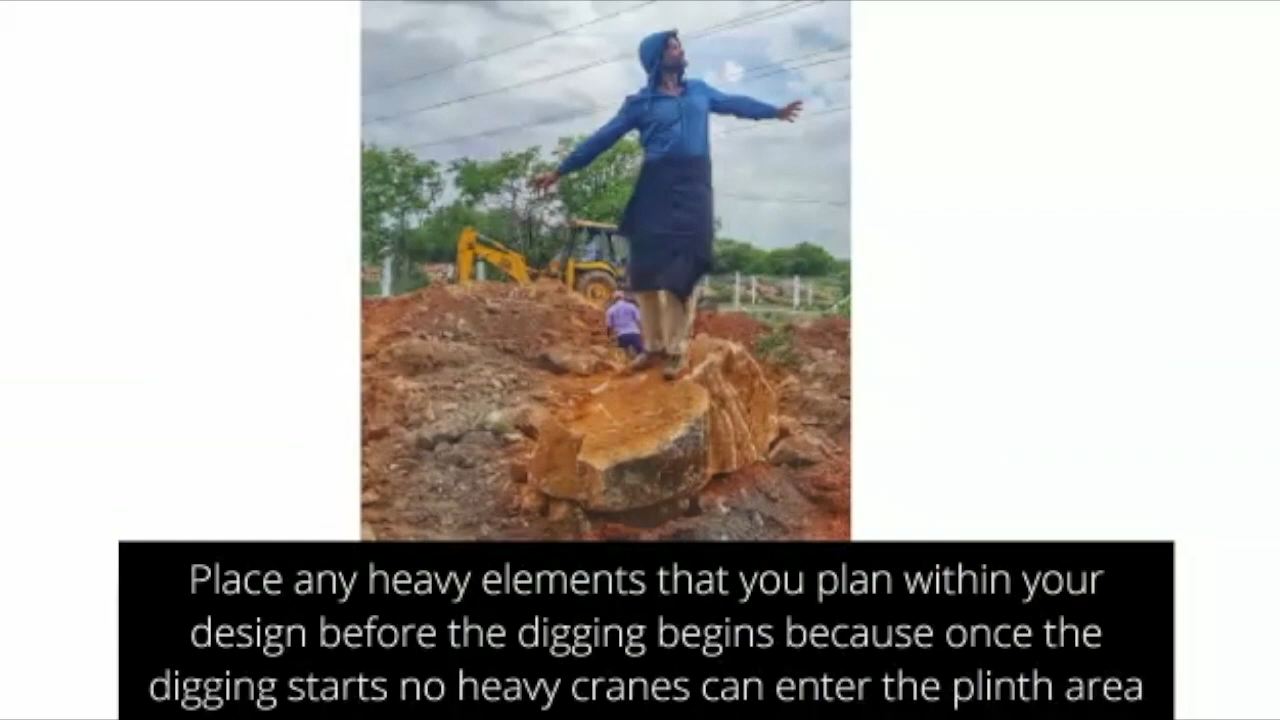 Place any heavy elements that you plan within your
design before the digging begins because once the
digging starts no heavy cranes can enter the plinth area